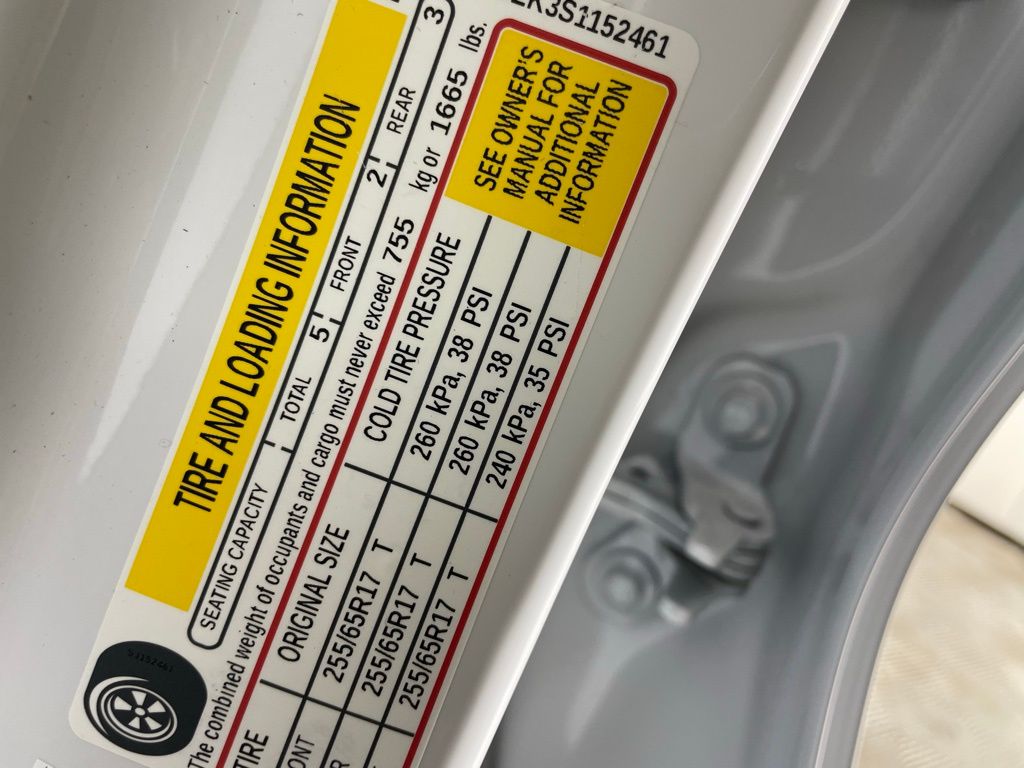 2R3S1152461
TIRE AND LOADING INFORMATION
SEATING CAPACITY TOTAL 5 FRONT 2 REAR 3
The combined weight of occupants and cargo must never exceed 755 kg or 1665 lbs.
TIRE ORIGINAL SIZE COLD TIRE PRESSURE
ONT 255/65R17 T 260 kPa, 38 PSI
R 255/65R17 T 260 kPa, 38 PSI
255/65R17 T 240 kPa, 35 PSI
SEE OWNER'S
MANUAL FOR
ADDITIONAL
INFORMATION
S1152461